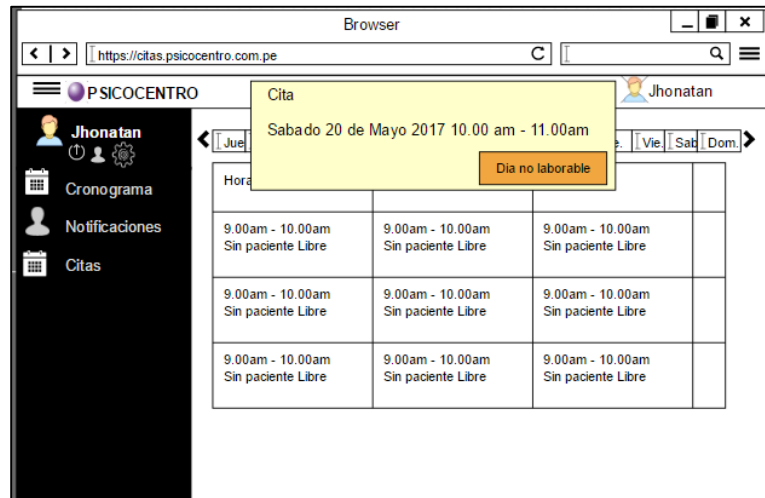 Browser
https://citas.psicocentro.com.pe
PSICOCENTRO
Jhonatan
Cita
Sabado 20 de Mayo 2017 10.00 am - 11.00am
Dia no laborable
Jhonatan
Cronograma
Notificaciones
Citas
Jue
Vie. Sab Dom.
Hora
9.00am - 10.00am
Sin paciente Libre
9.00am - 10.00am
Sin paciente Libre
9.00am - 10.00am
Sin paciente Libre
9.00am - 10.00am
Sin paciente Libre
9.00am - 10.00am
Sin paciente Libre
9.00am - 10.00am
Sin paciente Libre
9.00am - 10.00am
Sin paciente Libre
9.00am - 10.00am
Sin paciente Libre
9.00am - 10.00am
Sin paciente Libre